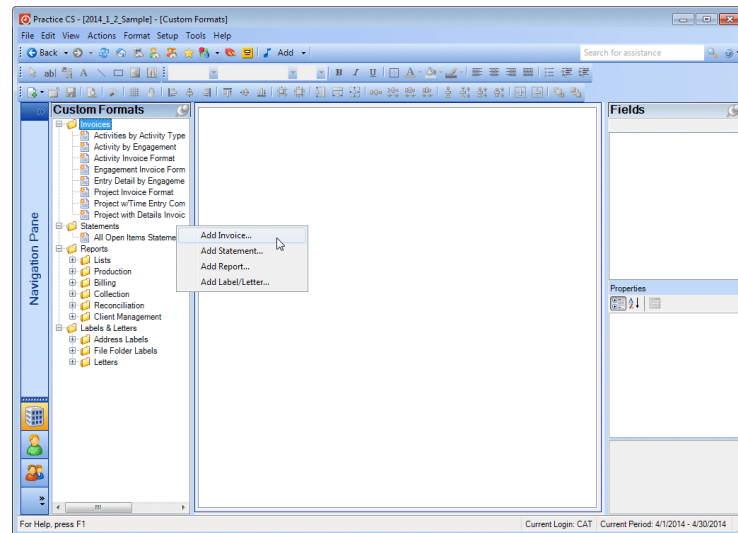 Practice CS - [2014_1_2_Sample] - [Custom Formats]
File Edit View Actions Format Setup Tools Help
Back Add Search for assistance
abl A B I U A
Custom Formats
Invoices
Activities by Activity Type
Activity by Engagement
Activity Invoice Format
Engagement Invoice Form
Entry Detail by Engageme
Project Invoice Format
Project w/Time Entry Com
Project with Details Invoic
Statements
All Open Items Stateme
Reports
Lists
Production
Billing
Collection
Reconciliation
Client Management
Labels & Letters
Address Labels
File Folder Labels
Letters
Navigation Pane
Add Invoice...
Add Statement...
Add Report...
Add Label/Letter...
Fields
Properties
For Help, press F1
Current Login: CAT Current Period: 4/1/2014 - 4/30/2014